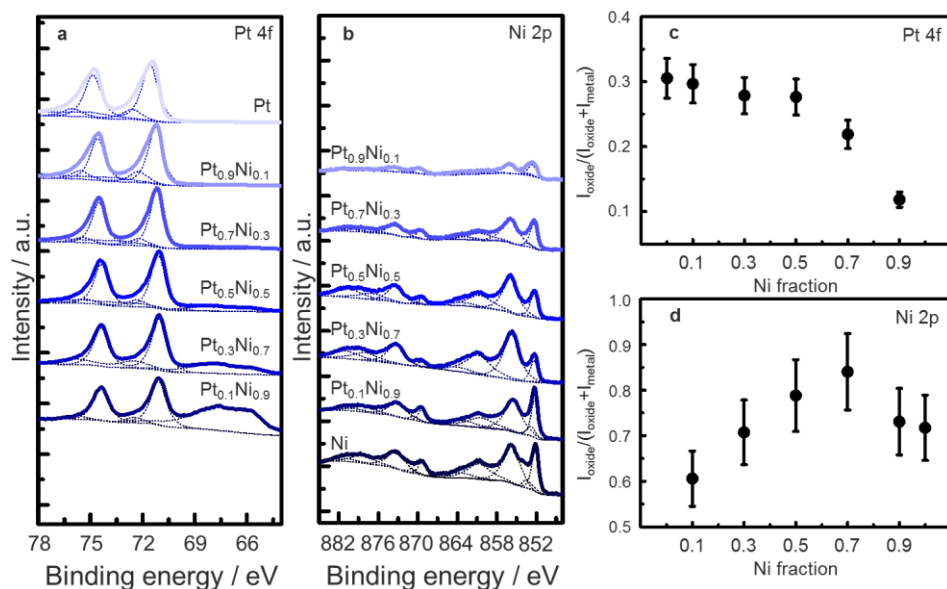 a
Pt 4f
Pt
Pt0.9Ni0.1
Pt0.7Ni0.3
Pt0.5Ni0.5
Pt0.3Ni0.7
Pt0.1Ni0.9
Intensity / a.u.
78 75 72 69 66
Binding energy / eV
b
Ni 2p
Pt0.9Ni0.1
Pt0.7Ni0.3
Pt0.5Ni0.5
Pt0.3Ni0.7
Pt0.1Ni0.9
Ni
Intensity / a.u.
882 876 870 864 858 852
Binding energy / eV
c
Pt 4f
Ioxide/(Ioxide+Imetal)
0.4
0.3
0.2
0.1
0.1 0.3 0.5 0.7 0.9
Ni fraction
d
Ni 2p
Ioxide/(Ioxide+Imetal)
1.0
0.9
0.8
0.7
0.6
0.5
0.1 0.3 0.5 0.7 0.9
Ni fraction